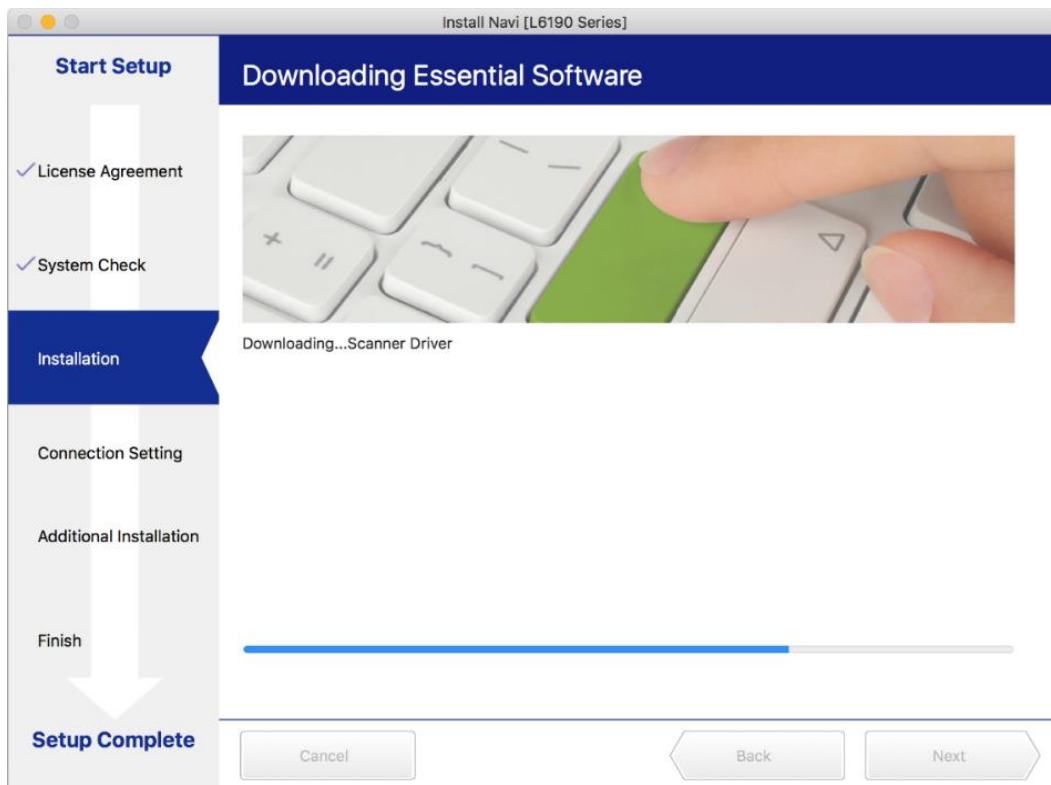 Install Navi [L6190 Series]
Start Setup
License Agreement
System Check
Installation
Connection Setting
Additional Installation
Finish
Setup Complete
Downloading Essential Software
Downloading...Scanner Driver
Cancel
Back
Next